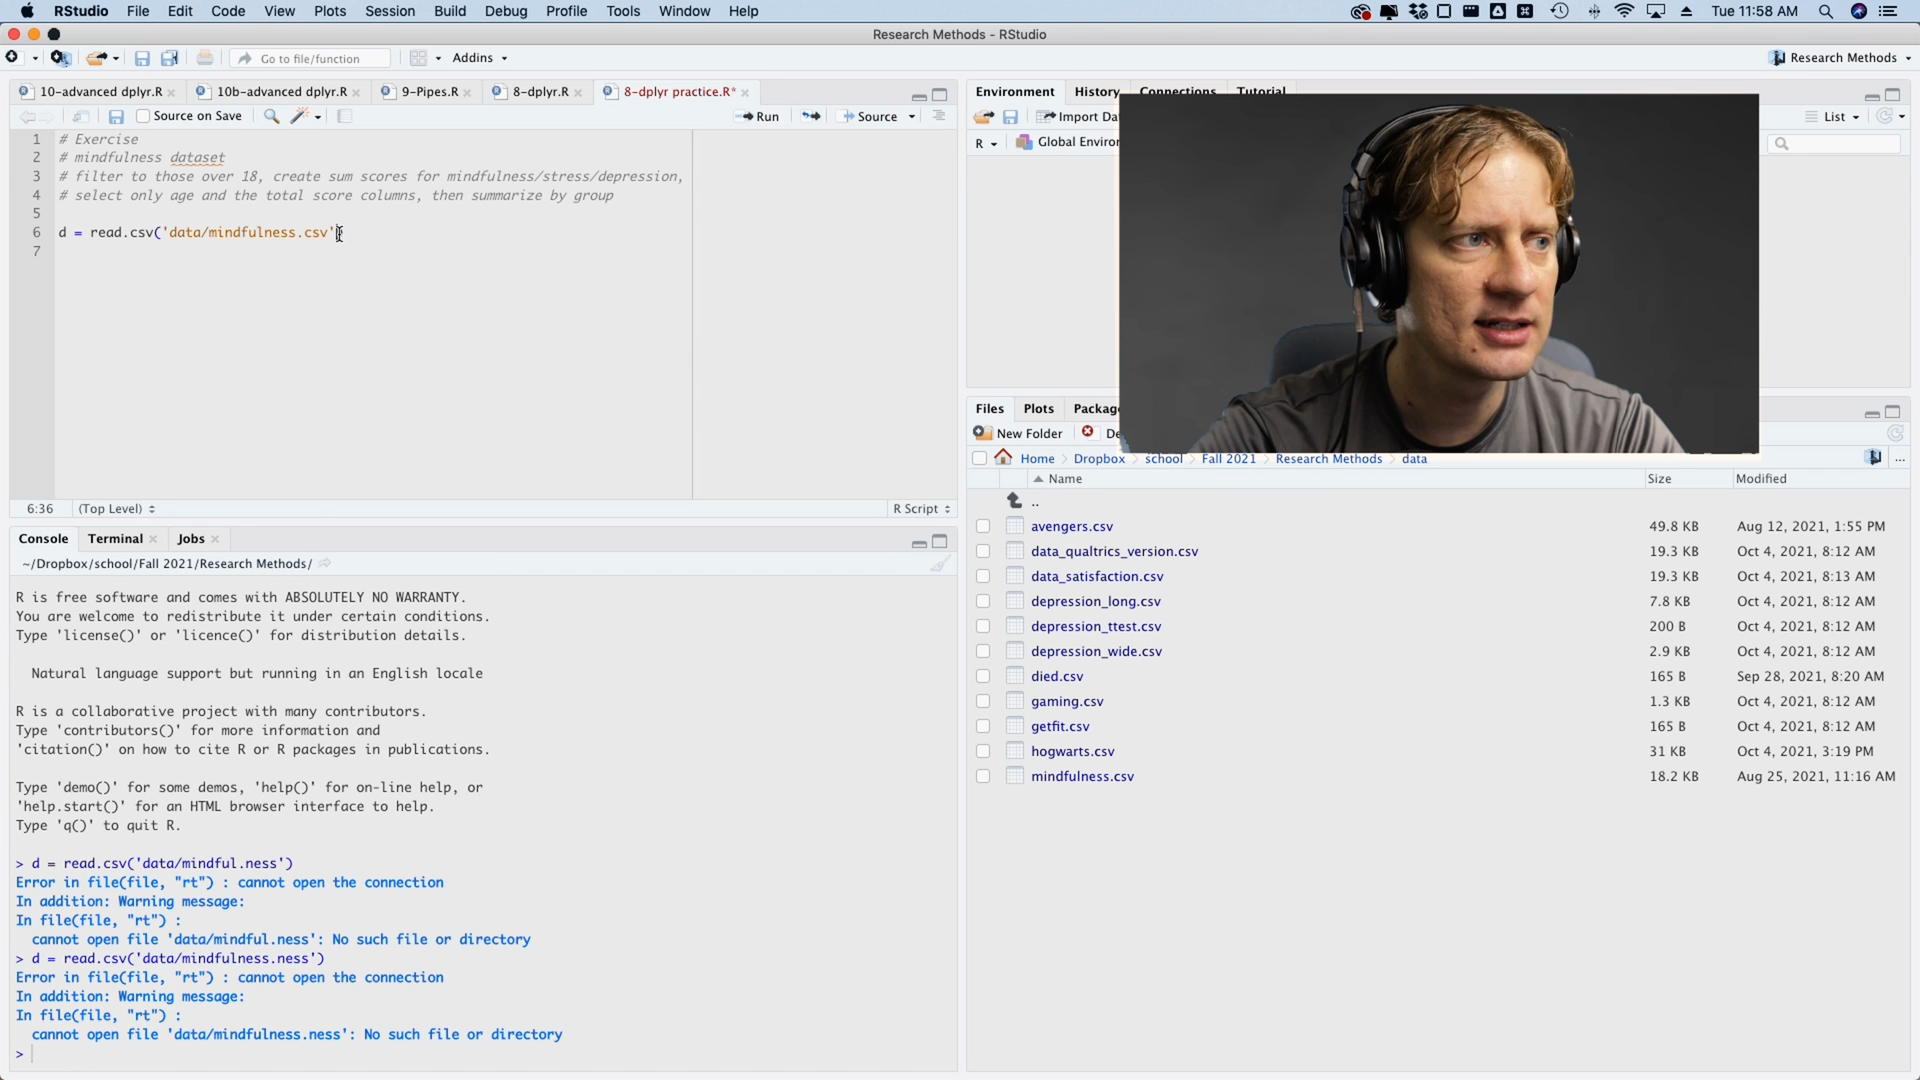 RStudio File Edit Code View Plots Session Build Debug Profile Tools Window Help Tue 11:58 AM
Research Methods - RStudio
Go to file/function Addins Research Methods
10-advanced dplyr.R 10b-advanced dplyr.R 9-Pipes.R 8-dplyr.R 8-dplyr practice.R*
Source on Save Run Source
1 # Exercise
2 # mindfulness dataset
3 # filter to those over 18, create sum scores for mindfulness/stress/depression,
4 # select only age and the total score columns, then summarize by group
5
6 d = read.csv('data/mindfulness.csv'
7
6:36 (Top Level) R Script
Console Terminal Jobs
~/Dropbox/school/Fall 2021/Research Methods/
R is free software and comes with ABSOLUTELY NO WARRANTY.
You are welcome to redistribute it under certain conditions.
Type 'license()' or 'licence()' for distribution details.
Natural language support but running in an English locale
R is a collaborative project with many contributors.
Type 'contributors()' for more information and
'citation()' on how to cite R or R packages in publications.
Type 'demo()' for some demos, 'help()' for on-line help, or
'help.start()' for an HTML browser interface to help.
Type 'q()' to quit R.
> d = read.csv('data/mindful.ness')
Error in file(file, "rt") : cannot open the connection
In addition: Warning message:
In file(file, "rt") :
cannot open file 'data/mindful.ness': No such file or directory
> d = read.csv('data/mindfulness.ness')
Error in file(file, "rt") : cannot open the connection
In addition: Warning message:
In file(file, "rt") :
cannot open file 'data/mindfulness.ness': No such file or directory
>
Environment History Connections Tutorial
Import Da List
R Global Enviro
Files Plots Packag
New Folder De
Home Dropbox school Fall 2021 Research Methods data ...
Name Size Modified
..
avengers.csv 49.8 KB Aug 12, 2021, 1:55 PM
data_qualtrics_version.csv 19.3 KB Oct 4, 2021, 8:12 AM
data_satisfaction.csv 19.3 KB Oct 4, 2021, 8:13 AM
depression_long.csv 7.8 KB Oct 4, 2021, 8:12 AM
depression_ttest.csv 200 B Oct 4, 2021, 8:12 AM
depression_wide.csv 2.9 KB Oct 4, 2021, 8:12 AM
died.csv 165 B Sep 28, 2021, 8:20 AM
gaming.csv 1.3 KB Oct 4, 2021, 8:12 AM
getfit.csv 165 B Oct 4, 2021, 8:12 AM
hogwarts.csv 31 KB Oct 4, 2021, 3:19 PM
mindfulness.csv 18.2 KB Aug 25, 2021, 11:16 AM